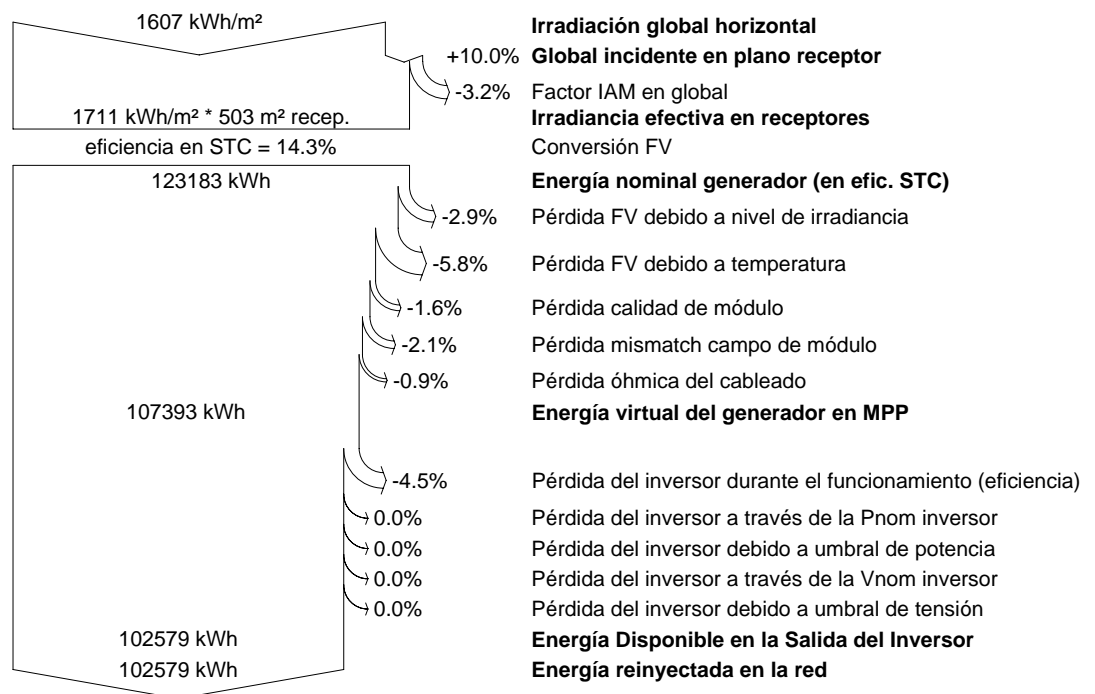 1607 kWh/m² Irradiación global horizontal
+10.0% Global incidente en plano receptor
-3.2% Factor IAM en global
1711 kWh/m² * 503 m² recep. Irradiancia efectiva en receptores
eficiencia en STC = 14.3% Conversión FV
123183 kWh Energía nominal generador (en efic. STC)
-2.9% Pérdida FV debido a nivel de irradiancia
-5.8% Pérdida FV debido a temperatura
-1.6% Pérdida calidad de módulo
-2.1% Pérdida mismatch campo de módulo
-0.9% Pérdida óhmica del cableado
107393 kWh Energía virtual del generador en MPP
-4.5% Pérdida del inversor durante el funcionamiento (eficiencia)
0.0% Pérdida del inversor a través de la Pnom inversor
0.0% Pérdida del inversor debido a umbral de potencia
0.0% Pérdida del inversor a través de la Vnom inversor
0.0% Pérdida del inversor debido a umbral de tensión
102579 kWh Energía Disponible en la Salida del Inversor
102579 kWh Energía reinyectada en la red